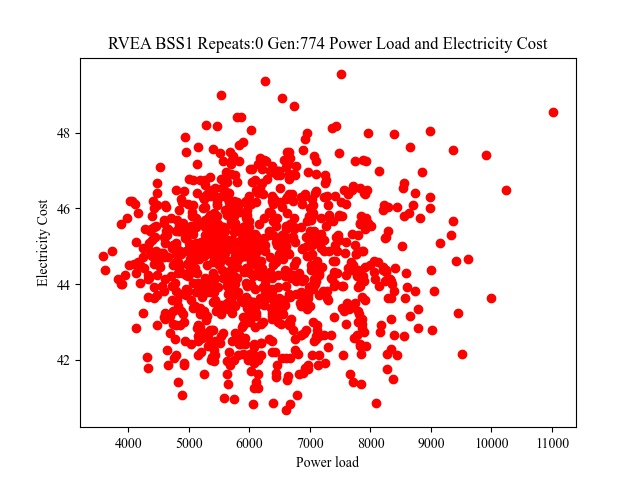 RVEA BSS1 Repeats:0 Gen:774 Power Load and Electricity Cost
48
46
44
42
Electricity Cost
4000 5000 6000 7000 8000 9000 10000 11000
Power load